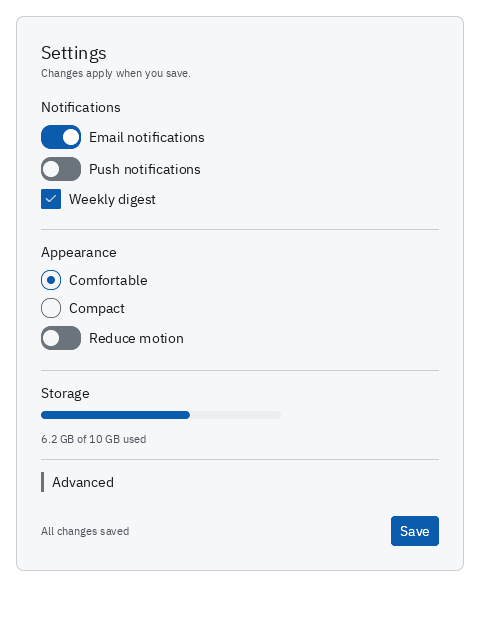 Settings
Changes apply when you save.
Notifications
Email notifications
Push notifications
Weekly digest
Appearance
Comfortable
Compact
Reduce motion
Storage
6.2 GB of 10 GB used
Advanced
All changes saved
Save